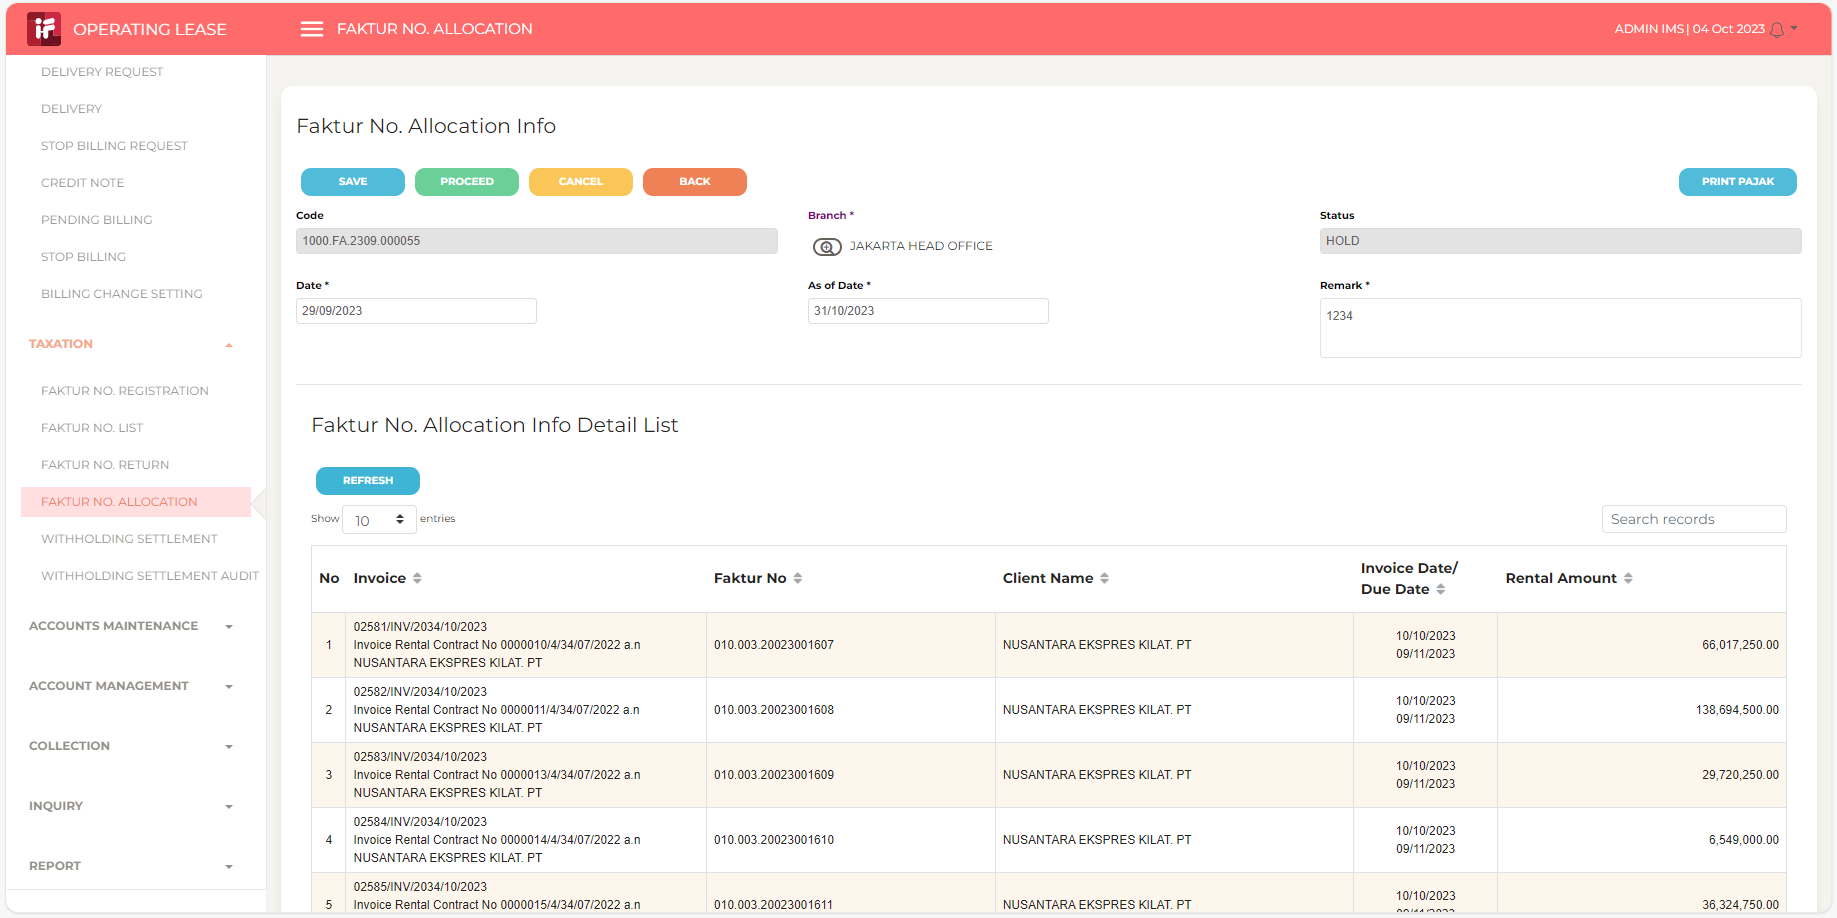 OPERATING LEASE
FAKTUR NO. ALLOCATION
ADMIN IMS | 04 Oct 2023
DELIVERY REQUEST
DELIVERY
STOP BILLING REQUEST
CREDIT NOTE
PENDING BILLING
STOP BILLING
BILLING CHANGE SETTING
TAXATION
FAKTUR NO. REGISTRATION
FAKTUR NO. LIST
FAKTUR NO. RETURN
FAKTUR NO. ALLOCATION
WITHHOLDING SETTLEMENT
WITHHOLDING SETTLEMENT AUDIT
ACCOUNTS MAINTENANCE
ACCOUNT MANAGEMENT
COLLECTION
INQUIRY
REPORT
Faktur No. Allocation Info
SAVE PROCEED CANCEL BACK PRINT PAJAK
Code Branch * Status
1000.FA.2309.000055 JAKARTA HEAD OFFICE HOLD
Date * As of Date * Remark *
29/09/2023 31/10/2023 1234
Faktur No. Allocation Info Detail List
REFRESH
Show 10 entries Search records
No Invoice Faktur No Client Name Invoice Date/ Due Date Rental Amount
02581/INV/2034/10/2023
1 Invoice Rental Contract No 0000010/4/34/07/2022 a.n 010.003.20023001607 NUSANTARA EKSPRES KILAT. PT 10/10/2023 09/11/2023 66,017,250.00
NUSANTARA EKSPRES KILAT. PT
02582/INV/2034/10/2023
2 Invoice Rental Contract No 0000011/4/34/07/2022 a.n 010.003.20023001608 NUSANTARA EKSPRES KILAT. PT 10/10/2023 09/11/2023 138,694,500.00
NUSANTARA EKSPRES KILAT. PT
02583/INV/2034/10/2023
3 Invoice Rental Contract No 0000013/4/34/07/2022 a.n 010.003.20023001609 NUSANTARA EKSPRES KILAT. PT 10/10/2023 09/11/2023 29,720,250.00
NUSANTARA EKSPRES KILAT. PT
02584/INV/2034/10/2023
4 Invoice Rental Contract No 0000014/4/34/07/2022 a.n 010.003.20023001610 NUSANTARA EKSPRES KILAT. PT 10/10/2023 09/11/2023 6,549,000.00
NUSANTARA EKSPRES KILAT. PT
02585/INV/2034/10/2023
5 Invoice Rental Contract No 0000015/4/34/07/2022 a.n 010.003.20023001611 NUSANTARA EKSPRES KILAT. PT 10/10/2023 36,324,750.00